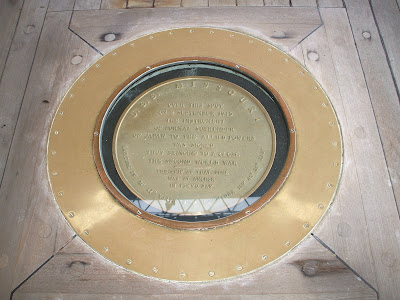 U.S.S. MISSOURI
OVER THIS SPOT
ON 2 SEPTEMBER 1945
THE INSTRUMENT
OF FORMAL SURRENDER
OF JAPAN TO THE ALLIED POWERS
WAS SIGNED
THUS BRINGING TO A CLOSE
THE SECOND WORLD WAR
THE SHIP AT THAT TIME
WAS AT ANCHOR
IN TOKYO BAY